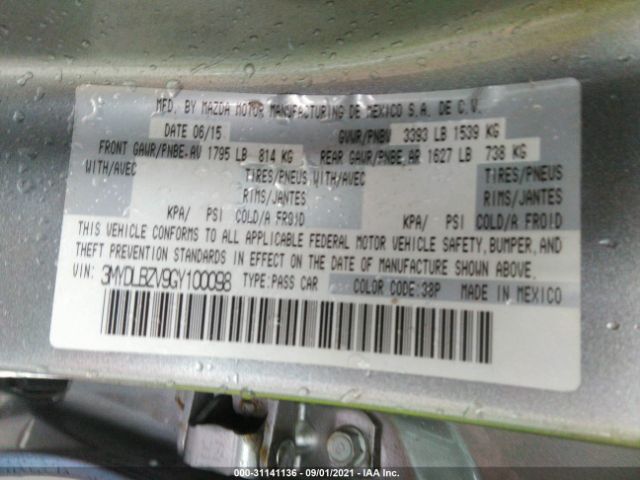 MFD. BY MAZDA MOTOR MANUFACTURING DE MEXICO S.A. DE C.V.
DATE 06/15 GVWR/PNBV 3393 LB 1539 KG
FRONT GAWR/PNBE,AV 1795 LB 814 KG REAR GAWR/PNBE,AR 1627 LB 738 KG
WITH/AVEC TIRES/PNEUS WITH/AVEC TIRES/PNEUS
RIMS/JANTES RIMS/JANTES
KPA/ PSI COLD/A FROID KPA/ PSI COLD/A FROID
THIS VEHICLE CONFORMS TO ALL APPLICABLE FEDERAL MOTOR VEHICLE SAFETY, BUMPER, AND
THEFT PREVENTION STANDARDS IN EFFECT ON THE DATE OF MANUFACTURE SHOWN ABOVE.
VIN: 3MYDLBZV9GY100098 TYPE:PASS CAR COLOR CODE:38P MADE IN MEXICO
000-31141136 - 09/01/2021 - IAA Inc.